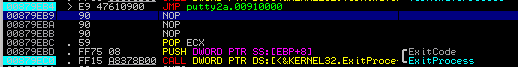 > E9 47610900 JMP putty2a.00910000
00879EB9 90 NOP
00879EBA 90 NOP
00879EBB 90 NOP
00879EBC . 59 POP ECX
00879EBD . FF75 08 PUSH DWORD PTR SS:[EBP+8] ExitCode
. FF15 A8378B00 CALL DWORD PTR DS:[<&KERNEL32.ExitProce ExitProcess